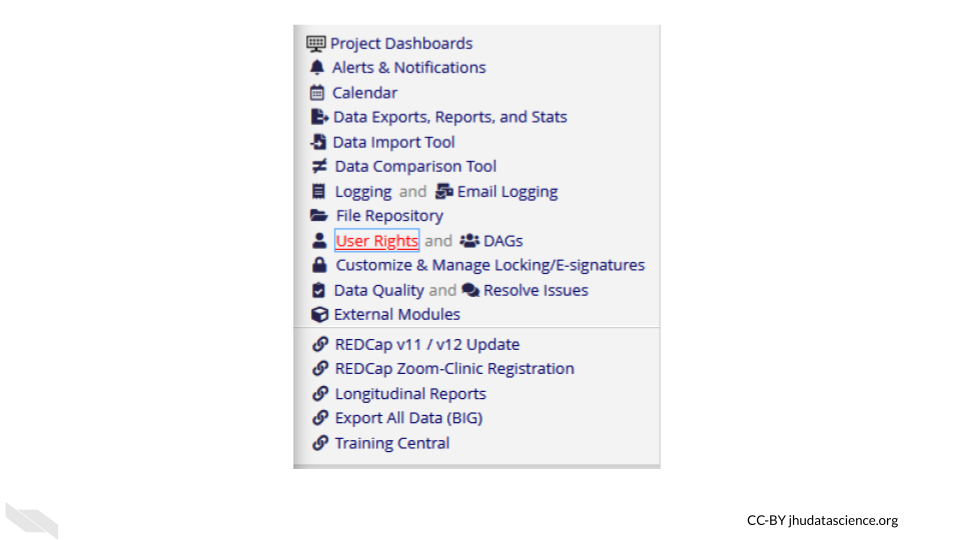 Project Dashboards
Alerts & Notifications
Calendar
Data Exports, Reports, and Stats
Data Import Tool
Data Comparison Tool
Logging and Email Logging
File Repository
User Rights and DAGs
Customize & Manage Locking/E-signatures
Data Quality and Resolve Issues
External Modules
REDCap v11 / v12 Update
REDCap Zoom-Clinic Registration
Longitudinal Reports
Export All Data (BIG)
Training Central
CC-BY jhudatascience.org